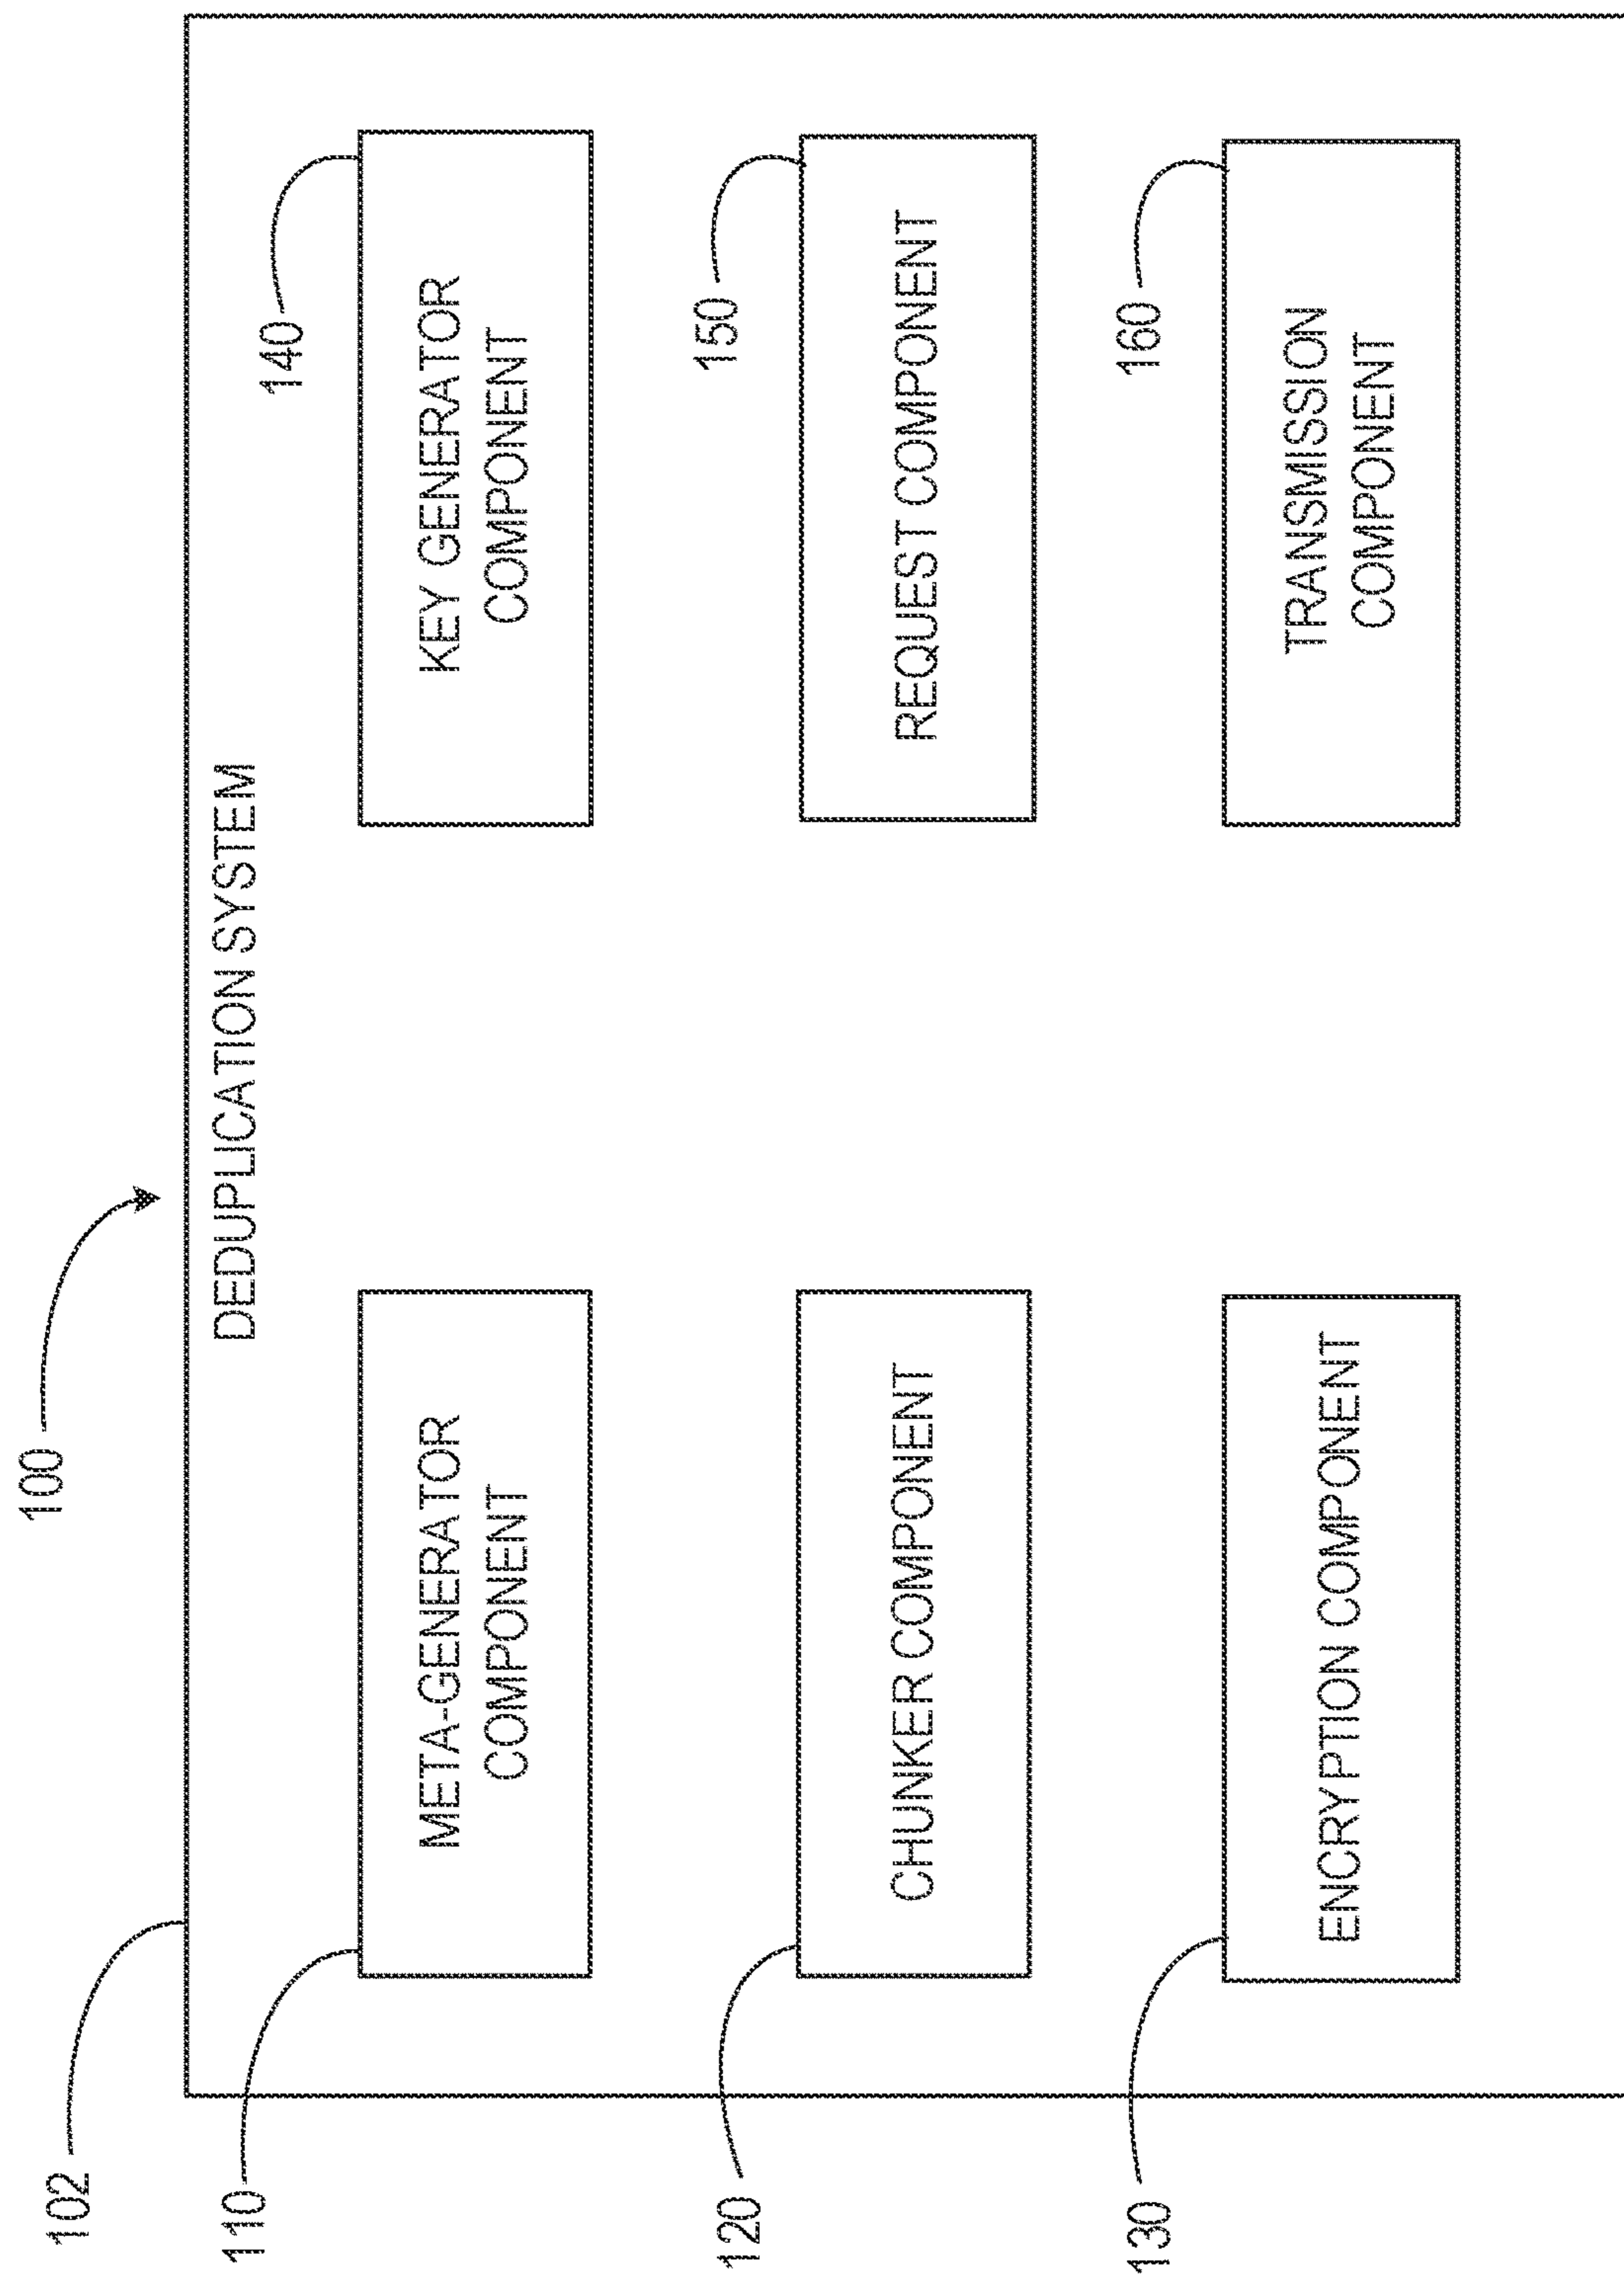 100
102
DEDUPLICATION SYSTEM
110
META-GENERATOR
COMPONENT
140
KEY GENERATOR
COMPONENT
120
CHUNKER COMPONENT
150
REQUEST COMPONENT
130
ENCRYPTION COMPONENT
160
TRANSMISSION
COMPONENT